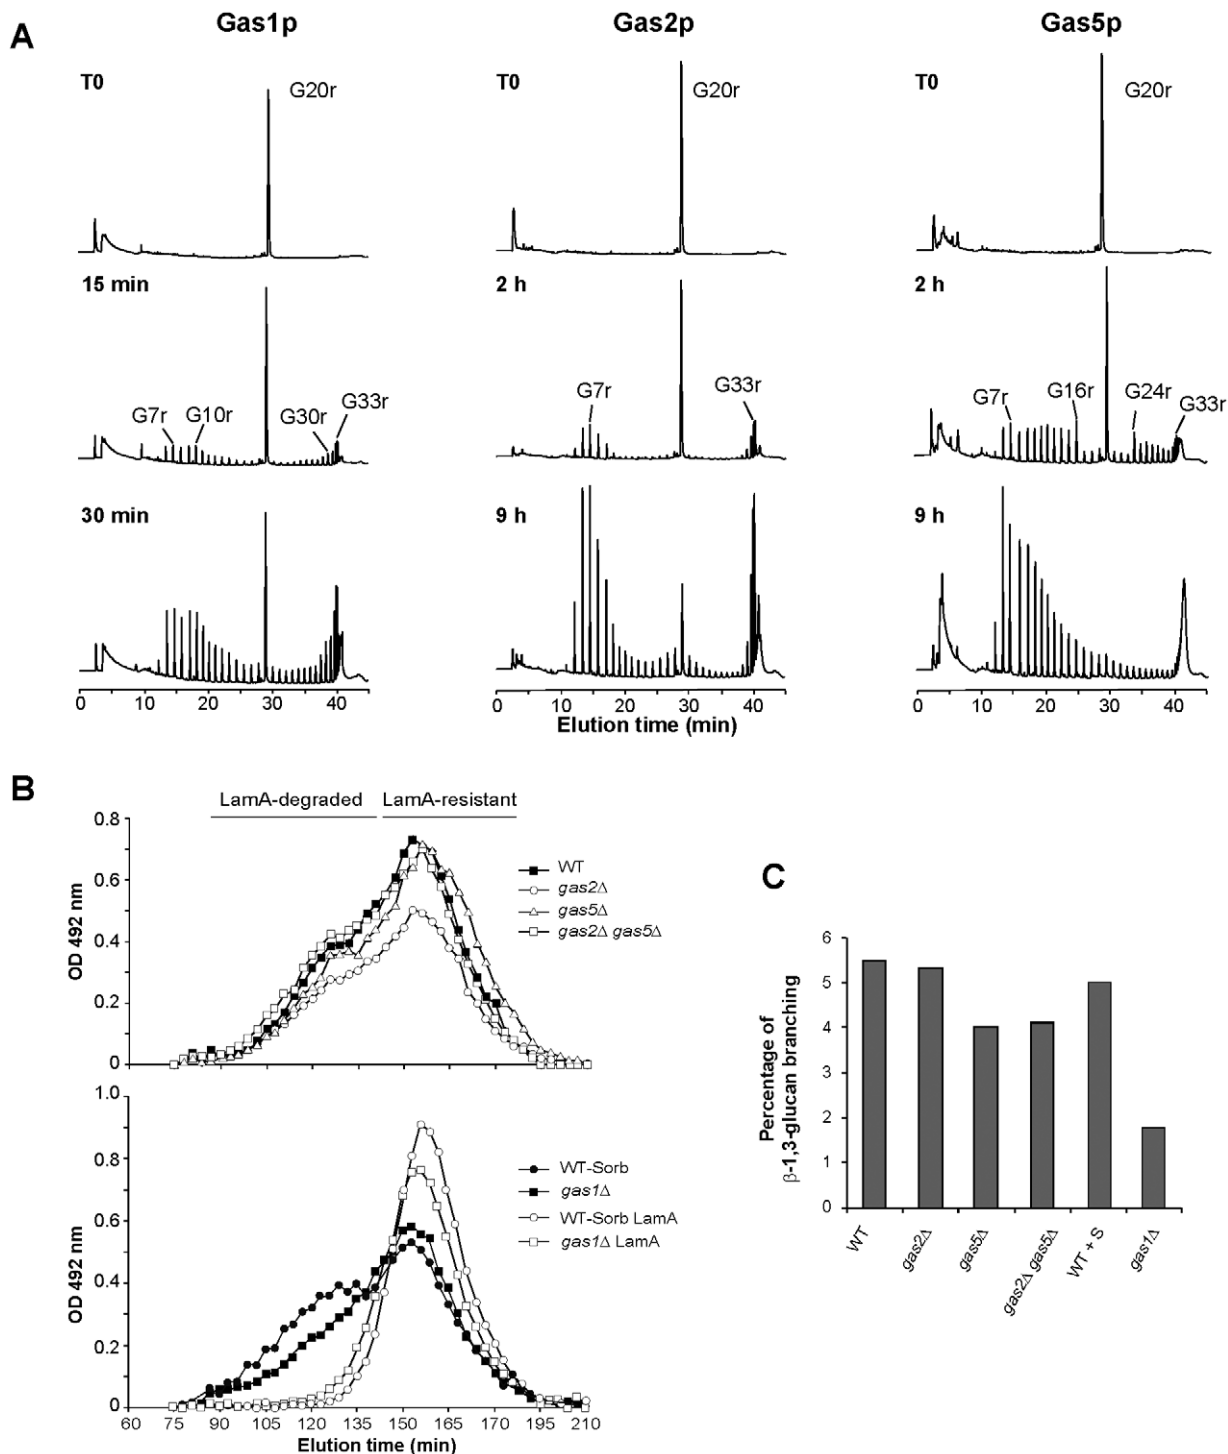 A
Gas1p
Gas2p
Gas5p
T0
G20r
T0
G20r
T0
G20r
15 min
G7r
G10r
G30r
G33r
2 h
G7r
G33r
2 h
G7r
G16r
G24r
G33r
30 min
9 h
9 h
0 10 20 30 40
0 10 20 30 40
0 10 20 30 40
Elution time (min)
B
LamA-degraded
LamA-resistant
OD 492 nm
0.8
0.6
0.4
0.2
0
WT
gas2Δ
gas5Δ
gas2Δ gas5Δ
OD 492 nm
1.0
0.8
0.6
0.4
0.2
0
WT-Sorb
gas1Δ
WT-Sorb LamA
gas1Δ LamA
60 75 90 105 120 135 150 165 180 195 210
Elution time (min)
C
Percentage of
β-1,3-glucan branching
6
5
4
3
2
1
0
WT
gas2Δ
gas5Δ
gas2Δ gas5Δ
WT + S
gas1Δ